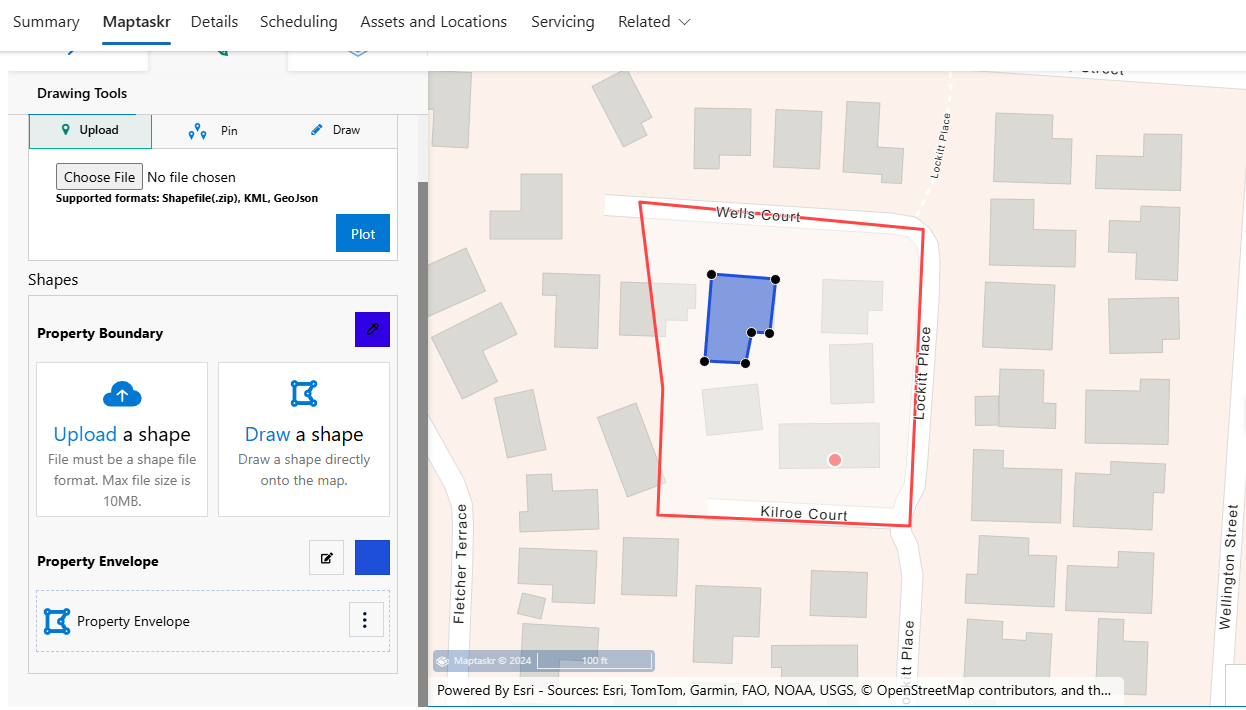 Summary
Maptaskr
Details
Scheduling
Assets and Locations
Servicing
Related
Drawing Tools
Upload
Pin
Draw
Choose File No file chosen
Supported formats: Shapefile(.zip), KML, GeoJson
Plot
Shapes
Property Boundary
Upload a shape
File must be a shape file
format. Max file size is
10MB.
Draw a shape
Draw a shape directly
onto the map.
Property Envelope
Property Envelope
Street
Lockitt Place
Wells Court
Lockitt Place
Kilroe Court
Fletcher Terrace
Wellington Street
Place
Maptaskr © 2024
100 ft
Powered By Esri - Sources: Esri, TomTom, Garmin, FAO, NOAA, USGS, © OpenStreetMap contributors, and th...